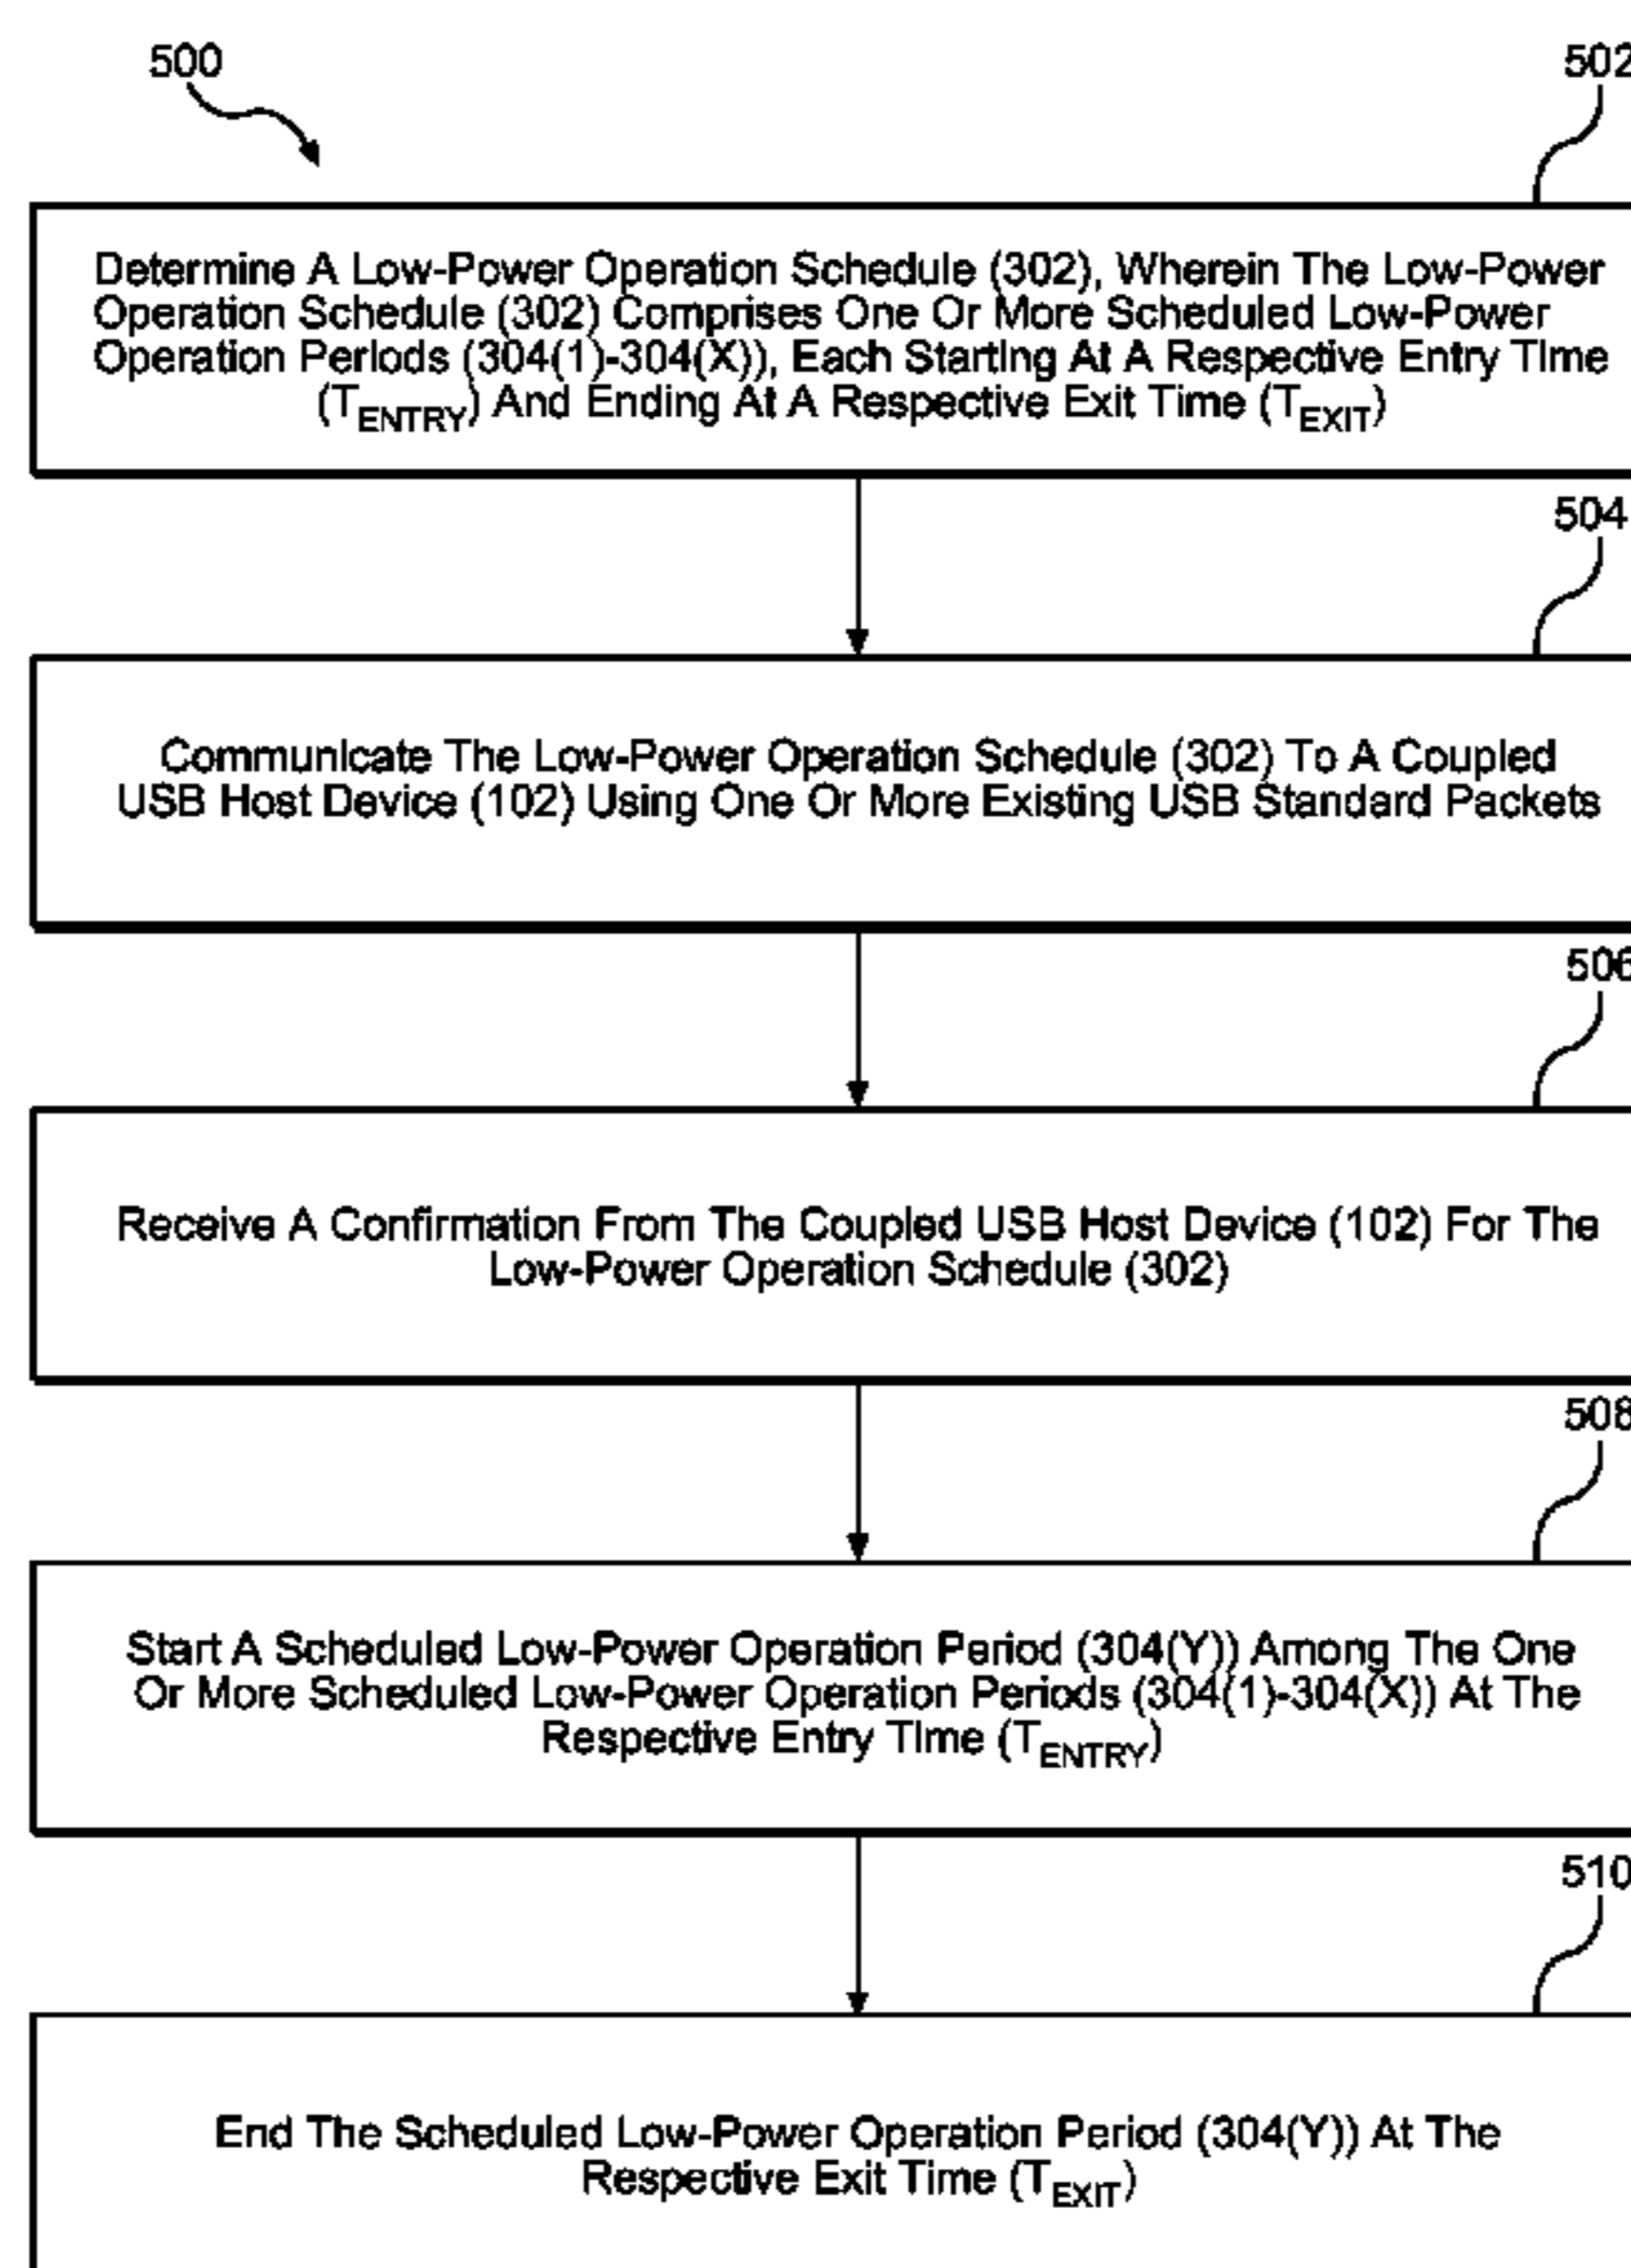 500
502
Determine A Low-Power Operation Schedule (302), Wherein The Low-Power
Operation Schedule (302) Comprises One Or More Scheduled Low-Power
Operation Periods (304(1)-304(X)), Each Starting At A Respective Entry Time
(TENTRY) And Ending At A Respective Exit Time (TEXIT)
504
Communicate The Low-Power Operation Schedule (302) To A Coupled
USB Host Device (102) Using One Or More Existing USB Standard Packets
506
Receive A Confirmation From The Coupled USB Host Device (102) For The
Low-Power Operation Schedule (302)
508
Start A Scheduled Low-Power Operation Period (304(Y)) Among The One
Or More Scheduled Low-Power Operation Periods (304(1)-304(X)) At The
Respective Entry Time (TENTRY)
510
End The Scheduled Low-Power Operation Period (304(Y)) At The
Respective Exit Time (TEXIT)